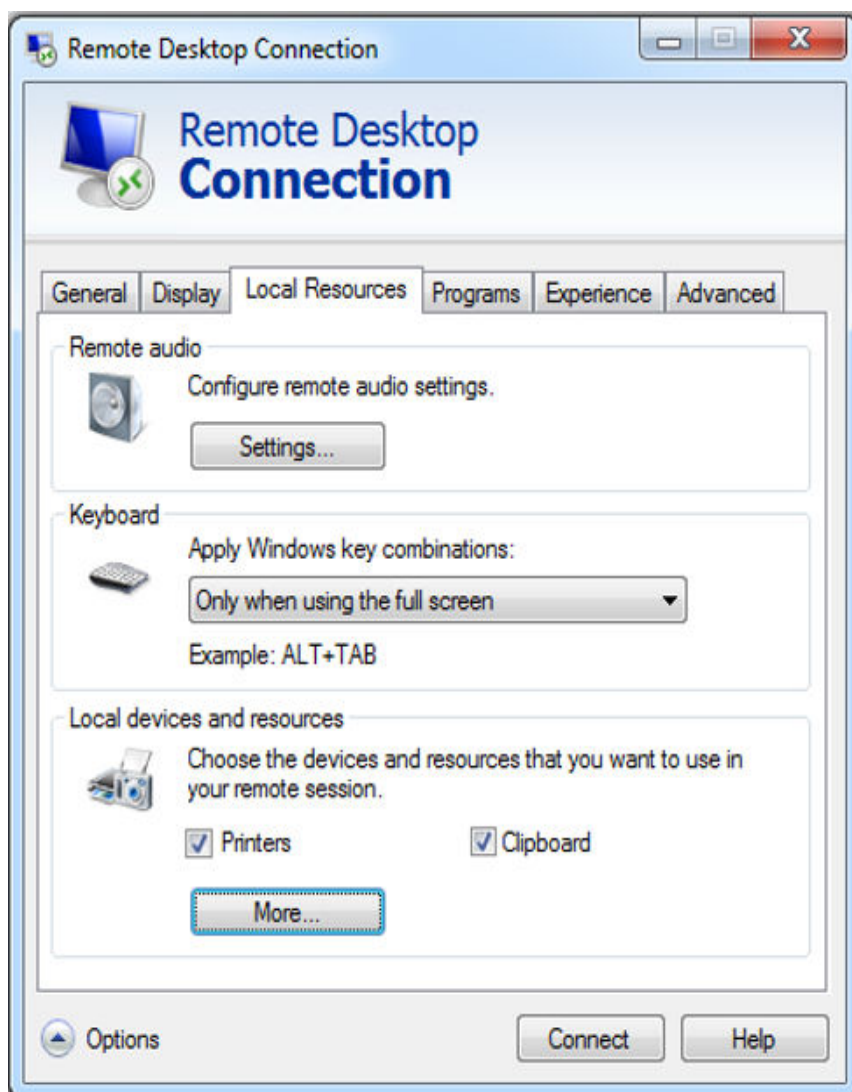 Remote Desktop Connection
Remote Desktop
Connection
General Display Local Resources Programs Experience Advanced
Remote audio
Configure remote audio settings.
Settings...
Keyboard
Apply Windows key combinations:
Only when using the full screen
Example: ALT+TAB
Local devices and resources
Choose the devices and resources that you want to use in
your remote session.
Printers Clipboard
More...
Options Connect Help